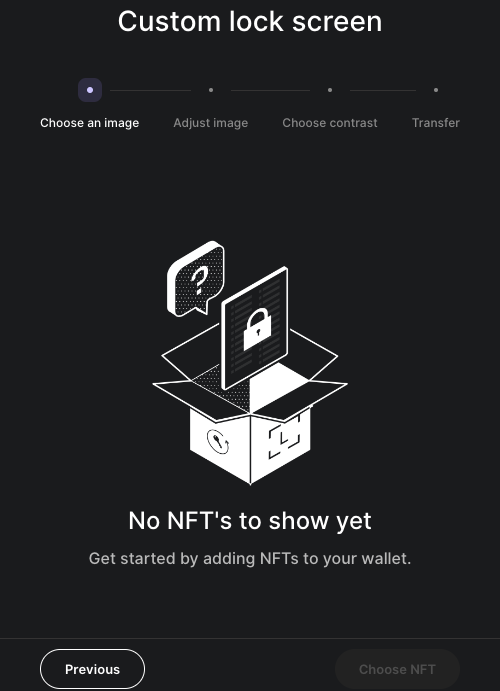 Custom lock screen
Choose an image
Adjust image
Choose contrast
Transfer
?
No NFT's to show yet
Get started by adding NFTs to your wallet.
Previous
Choose NFT